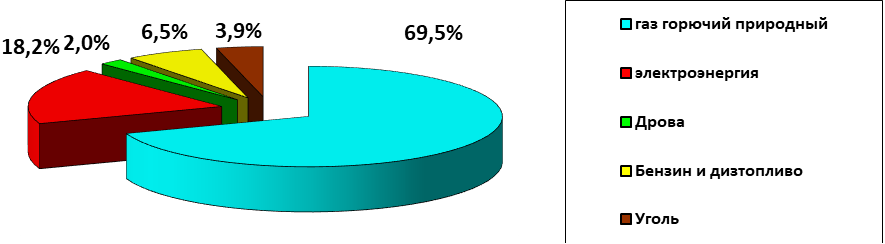 18,2%
2,0%
6,5%
3,9%
69,5%
газ горючий природный
электроэнергия
Дрова
Бензин и дизтопливо
Уголь